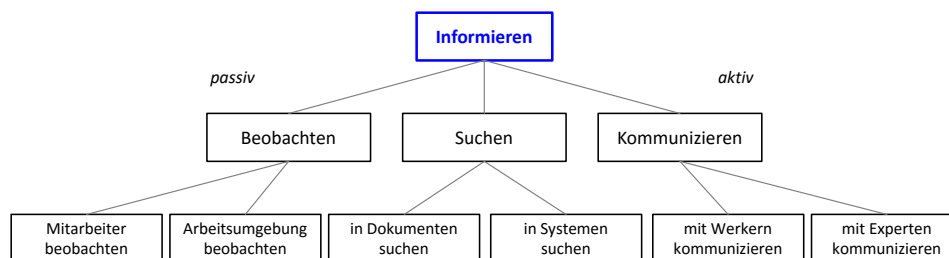 Informieren
passiv
aktiv
Beobachten
Suchen
Kommunizieren
Mitarbeiter
beobachten
Arbeitsumgebung
beobachten
in Dokumenten
suchen
in Systemen
suchen
mit Werkern
kommunizieren
mit Experten
kommunizieren